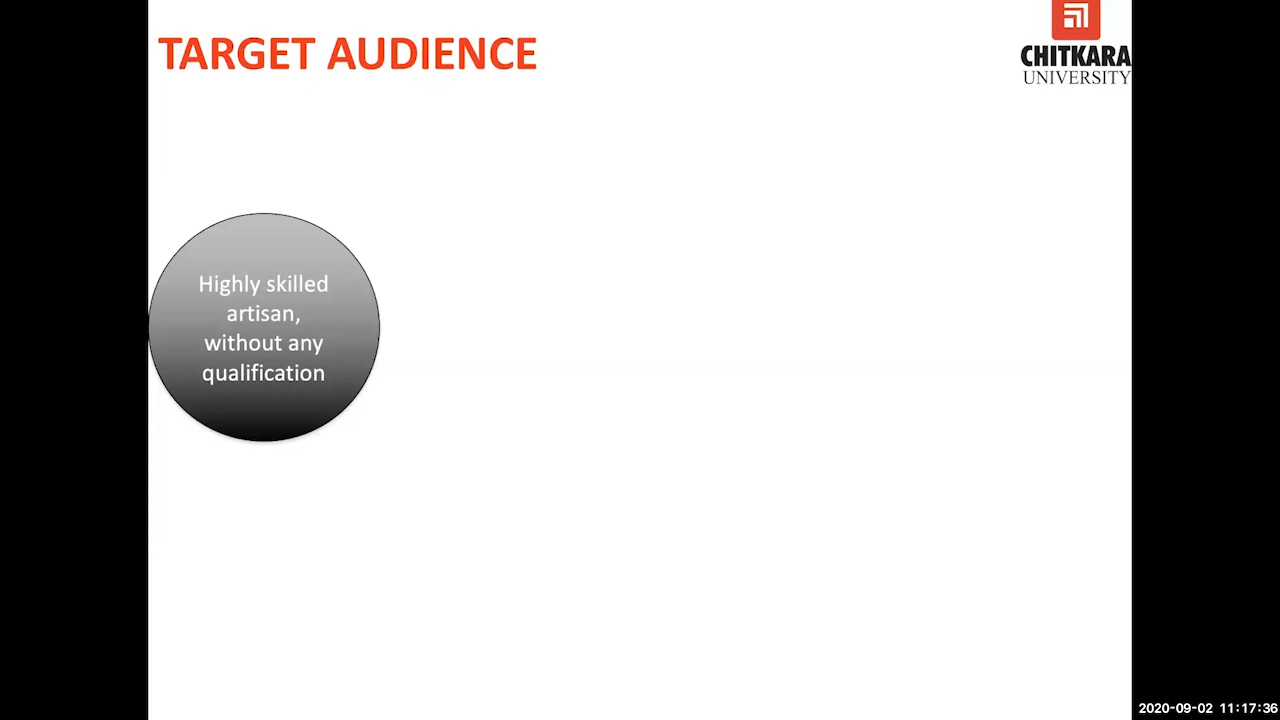 TARGET AUDIENCE
CHITKARA
UNIVERSITY
Highly skilled
artisan,
without any
qualification
2020-09-02 11:17:36